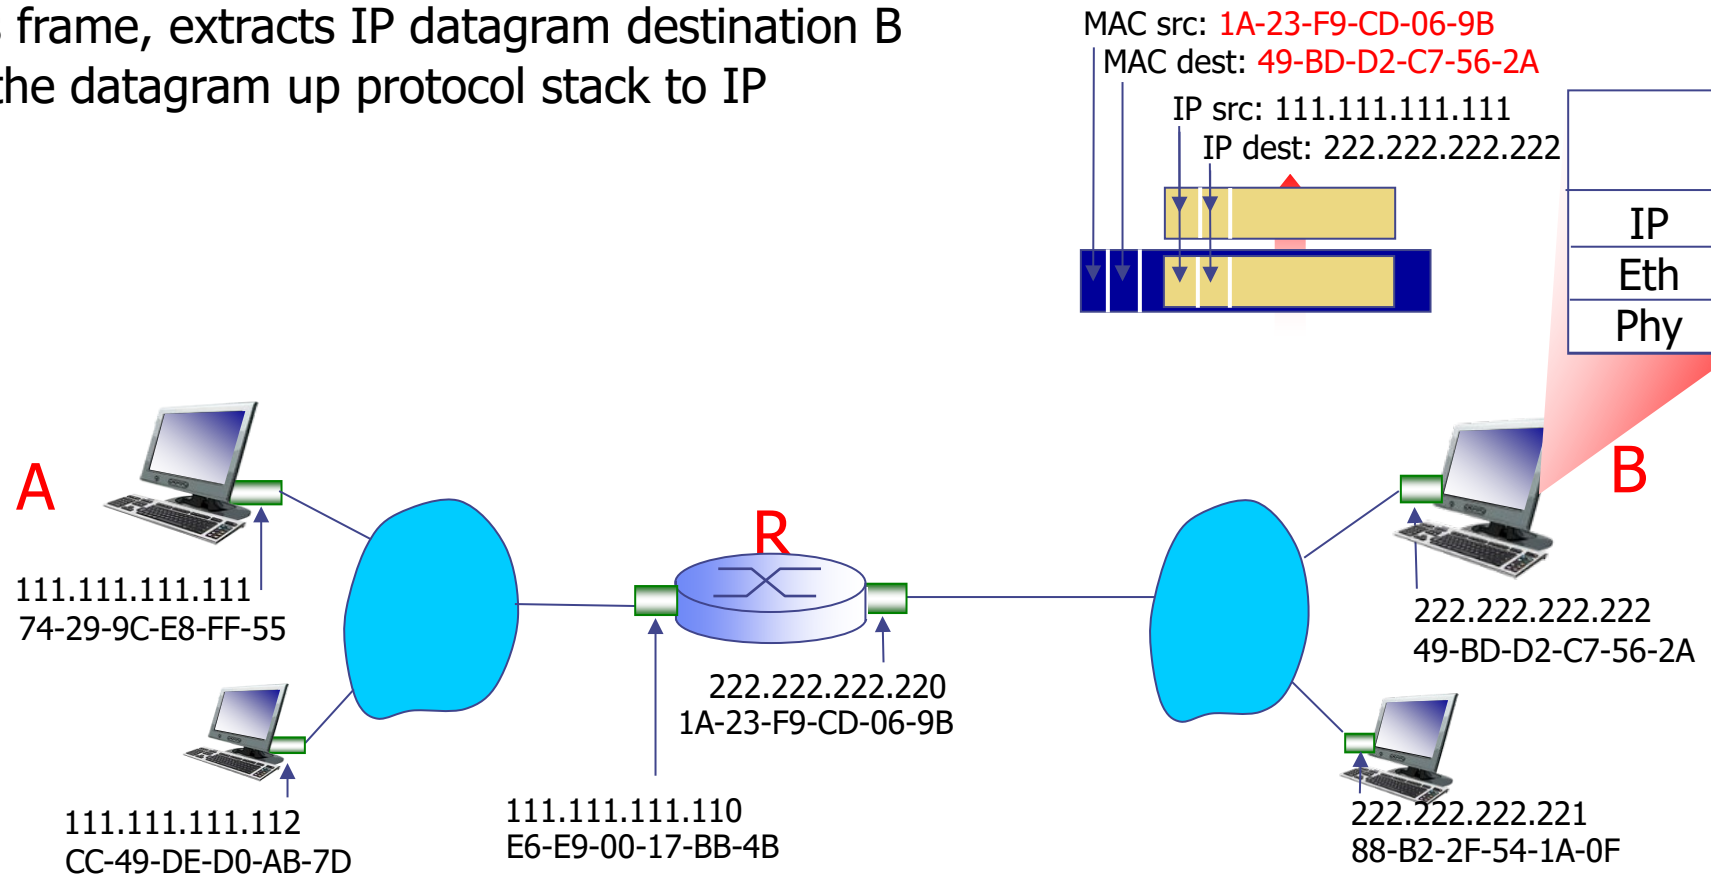 frame, extracts IP datagram destination B
the datagram up protocol stack to IP
MAC src: 1A-23-F9-CD-06-9B
MAC dest: 49-BD-D2-C7-56-2A
IP src: 111.111.111.111
IP dest: 222.222.222.222
IP
Eth
Phy
A
R
B
111.111.111.111
74-29-9C-E8-FF-55
222.222.222.222
49-BD-D2-C7-56-2A
222.222.222.220
1A-23-F9-CD-06-9B
111.111.111.112
CC-49-DE-D0-AB-7D
111.111.111.110
E6-E9-00-17-BB-4B
222.222.222.221
88-B2-2F-54-1A-0F